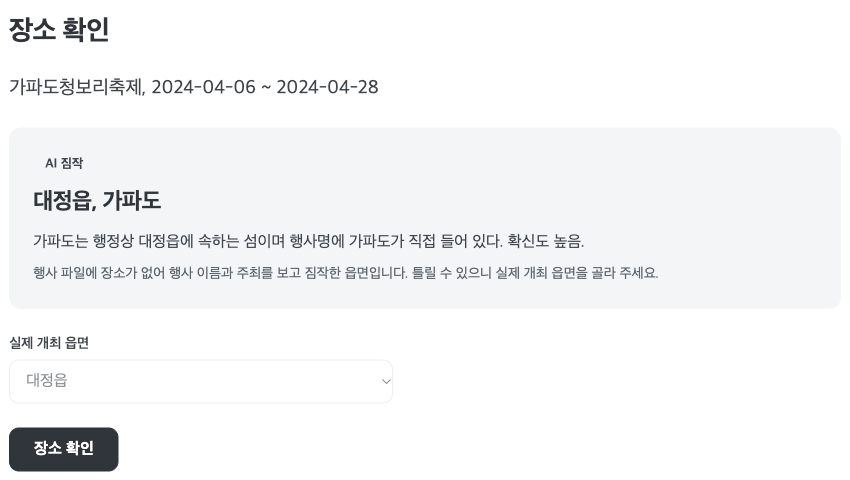 장소 확인
가파도청보리축제, 2024-04-06 ~ 2024-04-28
AI 짐작
대정읍, 가파도
가파도는 행정상 대정읍에 속하는 섬이며 행사명에 가파도가 직접 들어 있다. 확신도 높음.
행사 파일에 장소가 없어 행사 이름과 주최를 보고 짐작한 읍면입니다. 틀릴 수 있으니 실제 개최 읍면을 골라 주세요.
실제 개최 읍면
대정읍
장소 확인